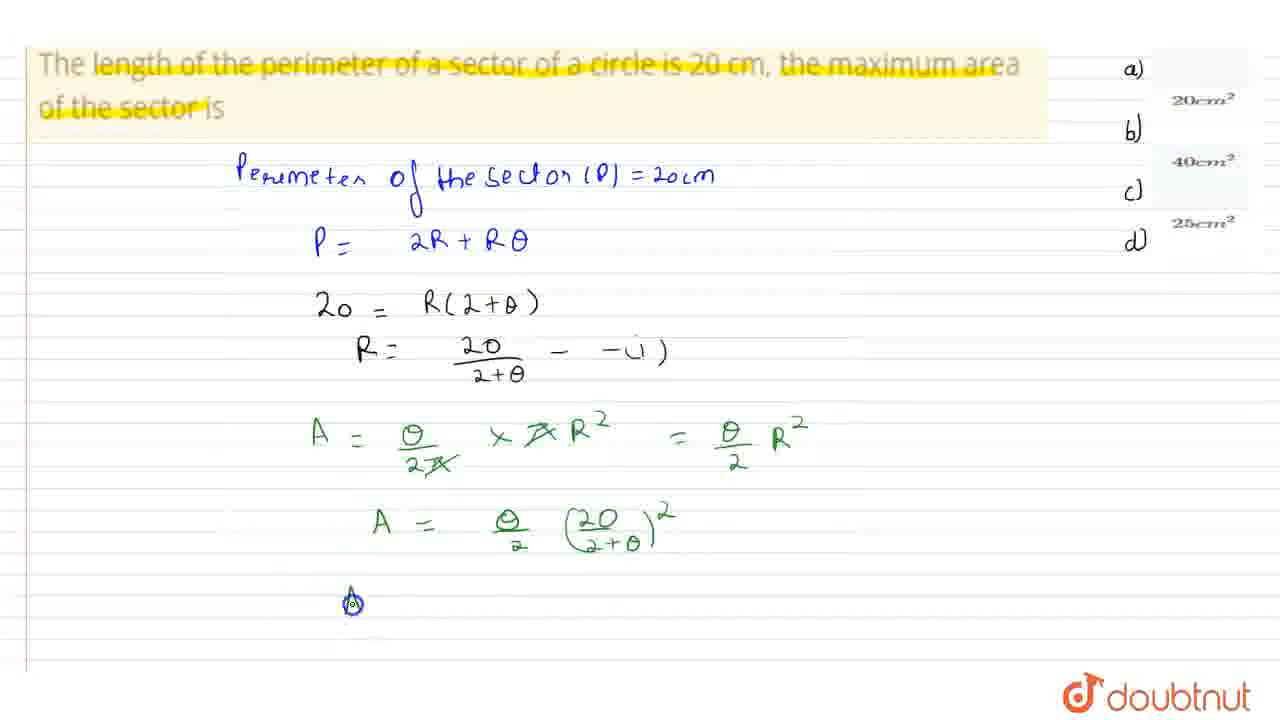 The length of the perimeter of a sector of a circle is 20 cm, the maximum area
of the sector is
a)
20cm²
b)
40cm²
c)
25cm²
d)
Perimeter of the sector (P) = 20cm
P = 2R + Rθ
20 = R(2+θ)
R = 20/(2+θ) - -(1)
A = θ/2π × πR² = θ/2 R²
A = θ/2 (20/(2+θ))²
A
doubtnut